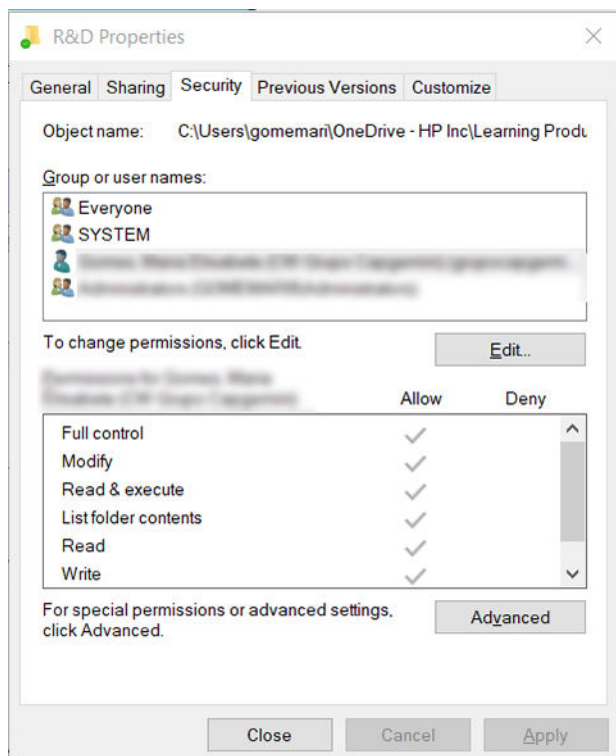 R&D Properties
General Sharing Security Previous Versions Customize
Object name: C:\Users\gomemari\OneDrive - HP Inc\Learning Produ
Group or user names:
Everyone
SYSTEM
To change permissions, click Edit.
Edit...
Allow Deny
Full control
Modify
Read & execute
List folder contents
Read
Write
For special permissions or advanced settings,
click Advanced.
Advanced
Close Cancel Apply